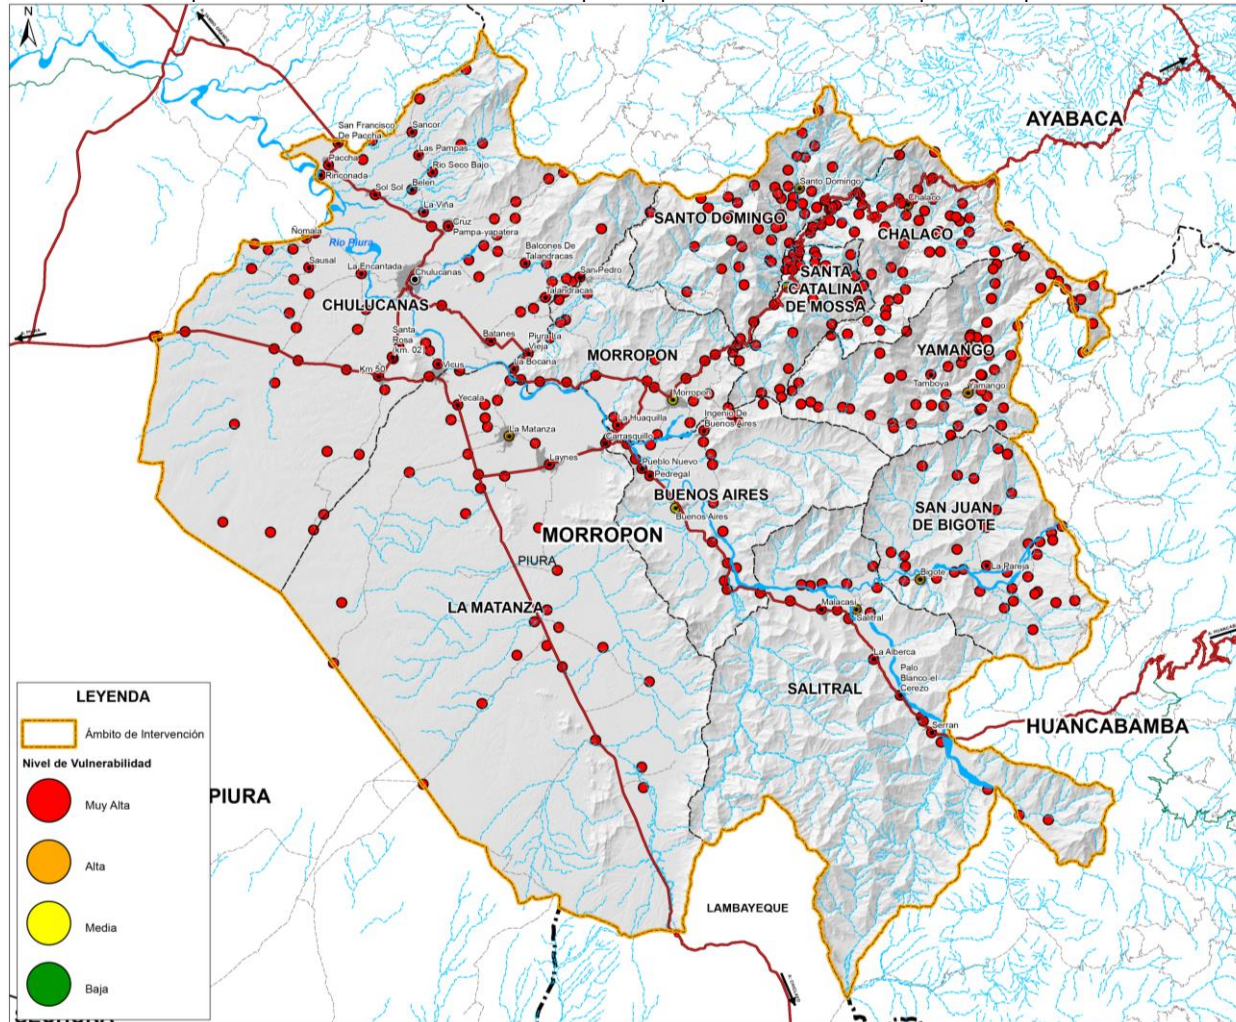 N
AYABACA
San Francisco
De Paccha
Sancor
Paccha
Las Pampas
Rinconada
Rio Seco Bajo
Sol Sol
Belen
Santo Domingo
Chalaco
La Viña
SANTO DOMINGO
Cruz
Pampa-yapatera
CHALACO
Ñomala
Rio Piura
Balcones De
Talandracas
Sausal
La Encantada
Chulucanas
San Pedro
SANTA
CATALINA
DE MOSSA
Talandracas
CHULUCANAS
Santa
Rosa
(km. 02)
Batanes
Piura La
Vieja
MORROPON
YAMANGO
La Bocana
Km 50
Vicus
Tamboya
Yamango
Morropon
Yecala
La Huaquilla
Ingenio De
Buenos Aires
La Matanza
Carrasquillo
Laynes
Pueblo Nuevo
Pedregal
BUENOS AIRES
Buenos Aires
SAN JUAN
DE BIGOTE
MORROPON
PIURA
La Pareja
Bigote
LA MATANZA
Malacasi
Salitral
La Alberca
Palo
Blanco-el
Cerezo
SALITRAL
Serran
HUANCABAMBA
LEYENDA
Ámbito de Intervención
Nivel de Vulnerabilidad
Muy Alta
PIURA
Alta
Media
LAMBAYEQUE
Baja